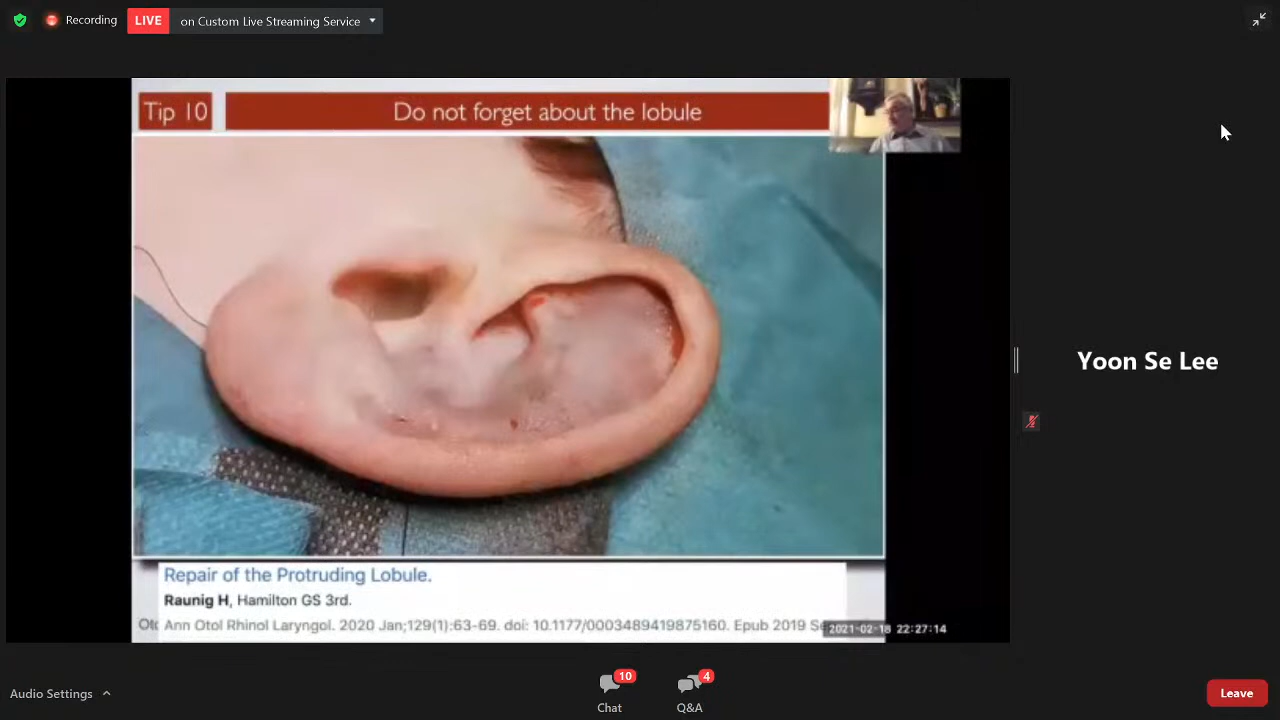 Recording
LIVE
on Custom Live Streaming Service
Tip 10
Do not forget about the lobule
Yoon Se Lee
Repair of the Protruding Lobule.
Raunig H, Hamilton GS 3rd.
Ann Otol Rhinol Laryngol. 2020 Jan;129(1):63-69. doi: 10.1177/0003489419875160. Epub 2019
2021-02-18 22:27:14
Audio Settings
10
Chat
4
Q&A
Leave